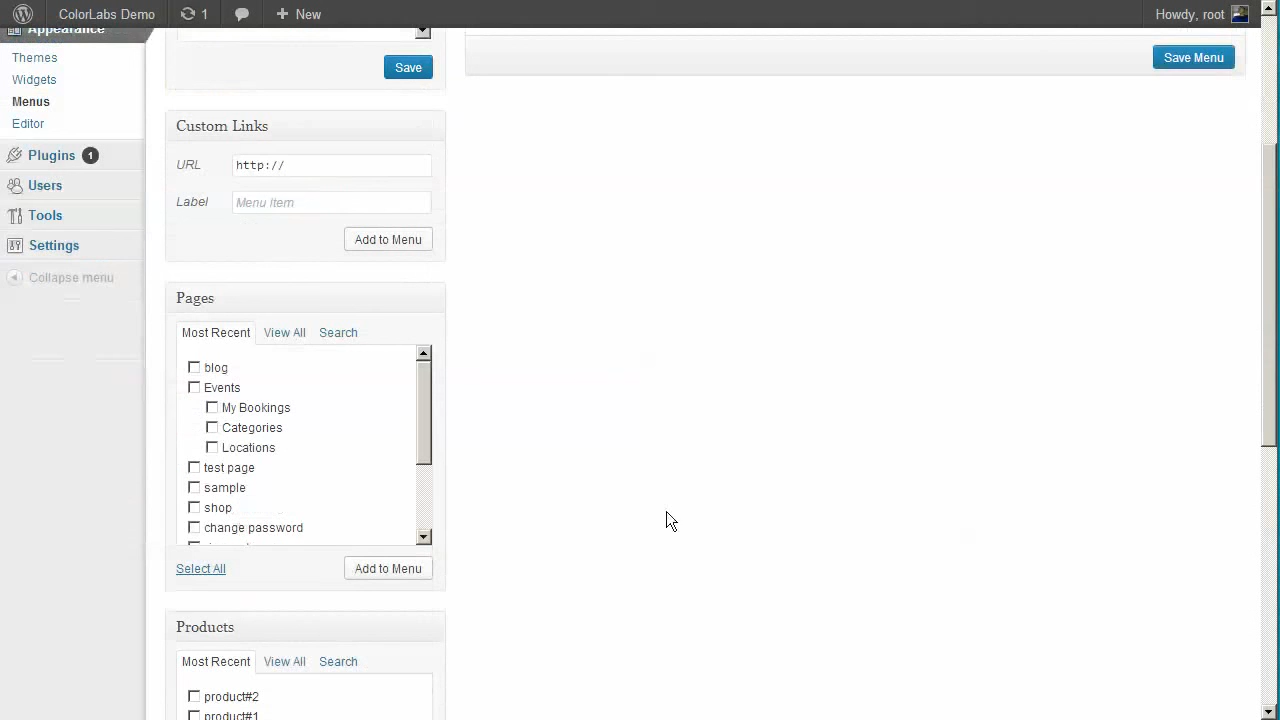 ColorLabs Demo 1 New Howdy, root
Appearance
Themes
Widgets
Menus
Editor
Plugins 1
Users
Tools
Settings
Collapse menu
Save
Save Menu
Custom Links
URL http://
Label Menu Item
Add to Menu
Pages
Most Recent View All Search
blog
Events
My Bookings
Categories
Locations
test page
sample
shop
change password
Select All Add to Menu
Products
Most Recent View All Search
product#2
product#1